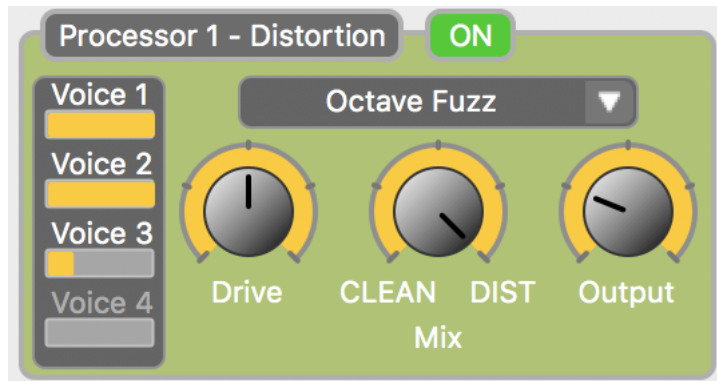 Processor 1 - Distortion
ON
Voice 1
Voice 2
Voice 3
Voice 4
Octave Fuzz
Drive
CLEAN DIST
Mix
Output